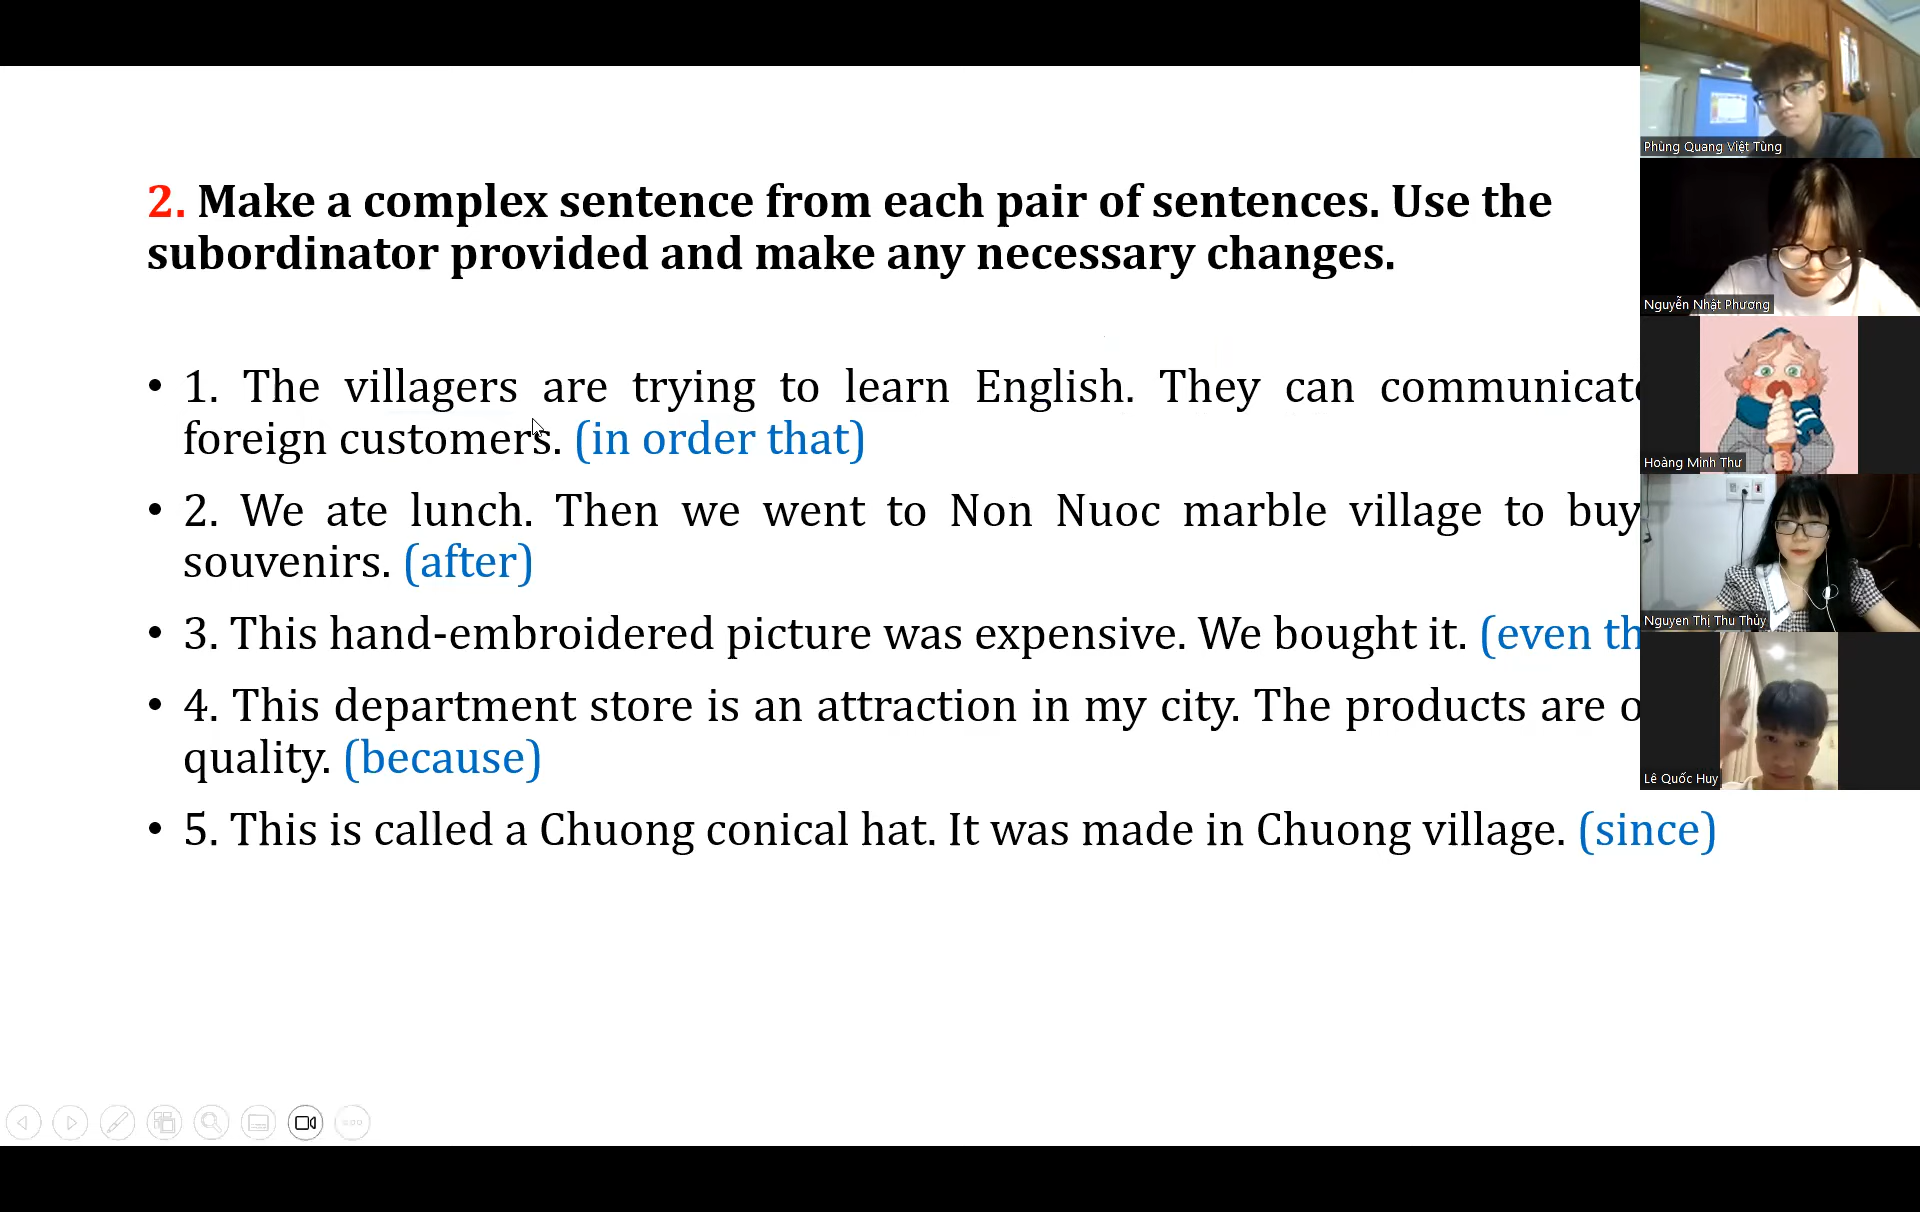 2. Make a complex sentence from each pair of sentences. Use the
subordinator provided and make any necessary changes.
• 1. The villagers are trying to learn English. They can communicate
foreign customers. (in order that)
• 2. We ate lunch. Then we went to Non Nuoc marble village to buy
souvenirs. (after)
• 3. This hand-embroidered picture was expensive. We bought it. (even th
• 4. This department store is an attraction in my city. The products are o
quality. (because)
• 5. This is called a Chuong conical hat. It was made in Chuong village. (since)
Phùng Quang Việt Tùng
Nguyễn Nhật Phương
Hoàng Minh Thư
Nguyen Thị Thu Thủy
Lê Quốc Huy